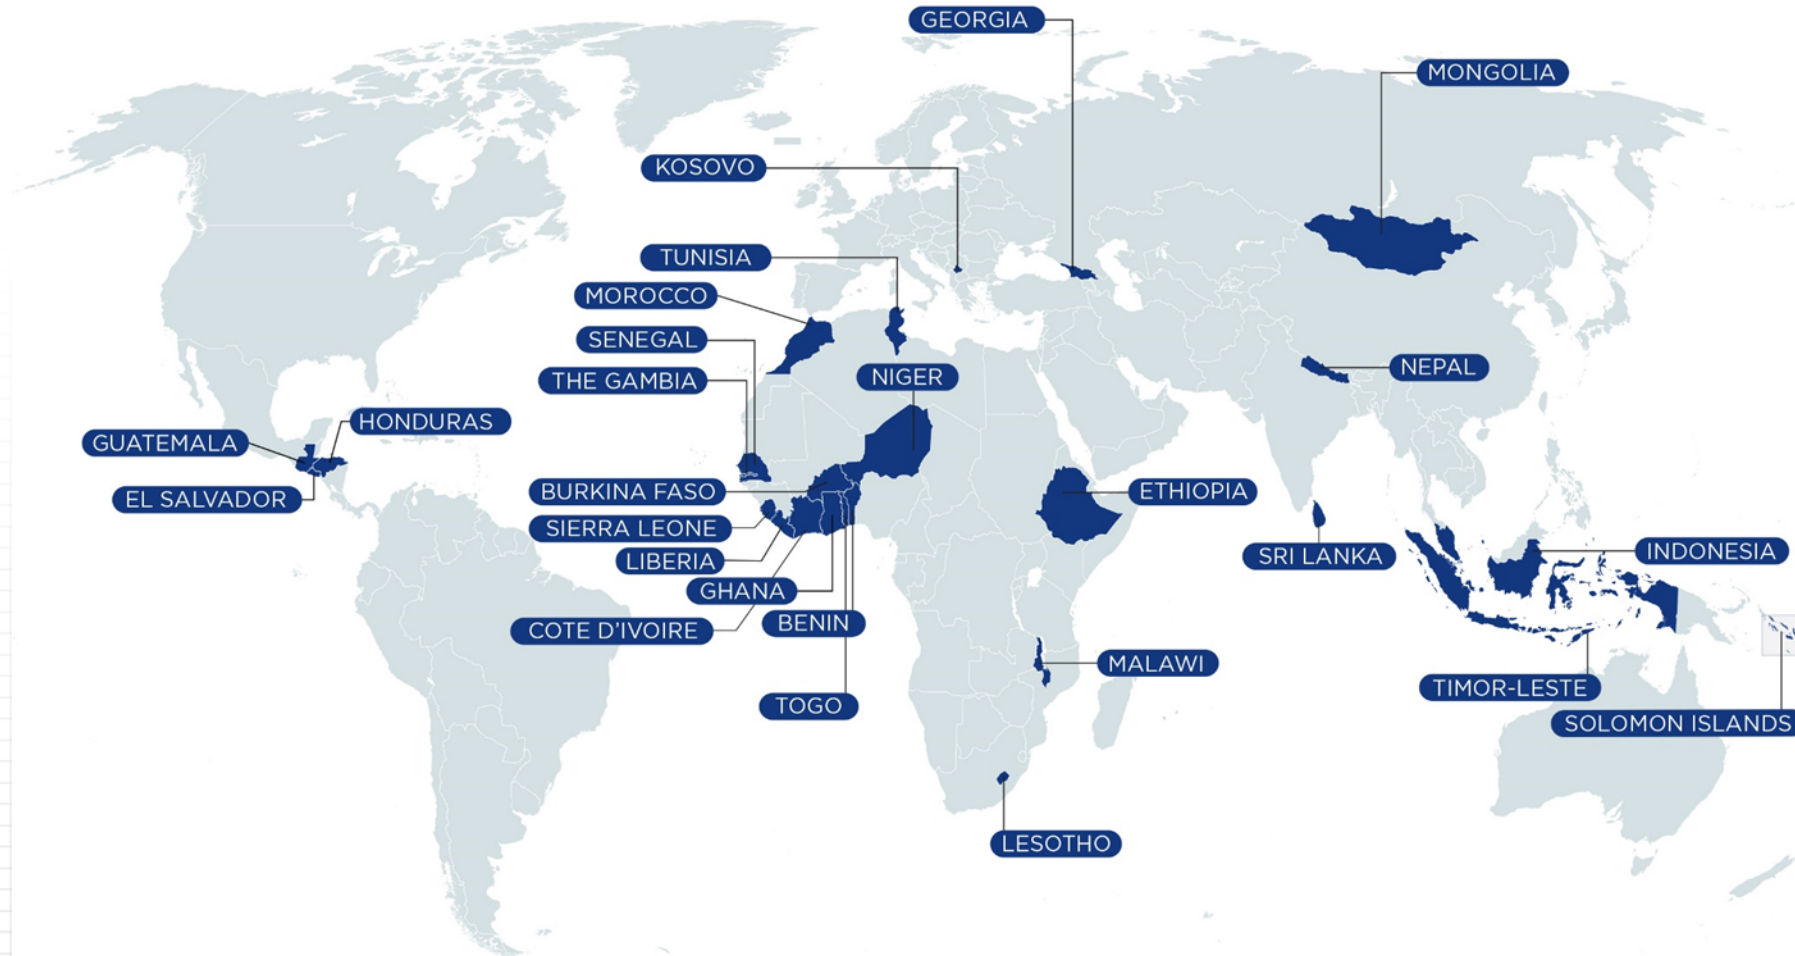 GEORGIA
MONGOLIA
KOSOVO
TUNISIA
MOROCCO
SENEGAL
THE GAMBIA
NIGER
NEPAL
HONDURAS
GUATEMALA
EL SALVADOR
BURKINA FASO
ETHIOPIA
SIERRA LEONE
LIBERIA
SRI LANKA
INDONESIA
GHANA
BENIN
COTE D'IVOIRE
MALAWI
TIMOR-LESTE
TOGO
SOLOMON ISLANDS
LESOTHO